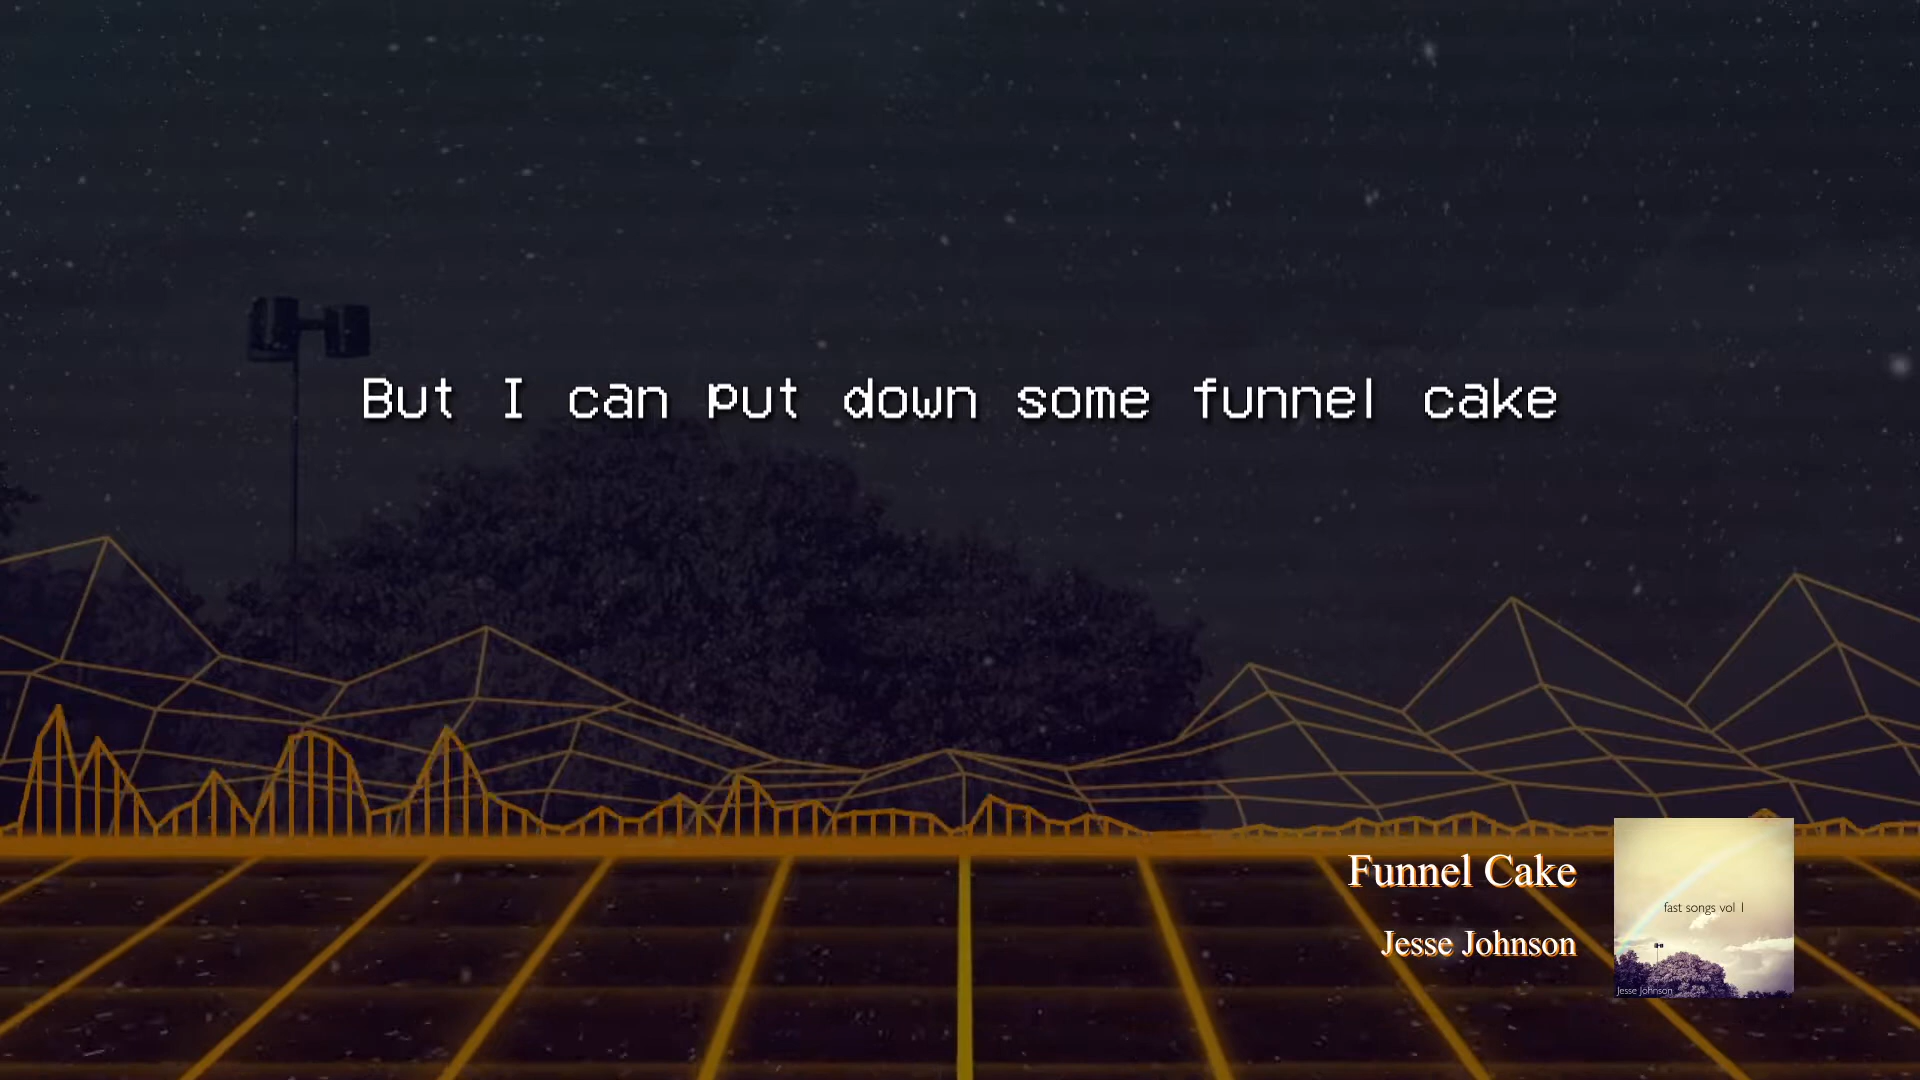 But I can put down some funnel cake
Funnel Cake
Jesse Johnson
fast songs vol 1
Jesse Johnson